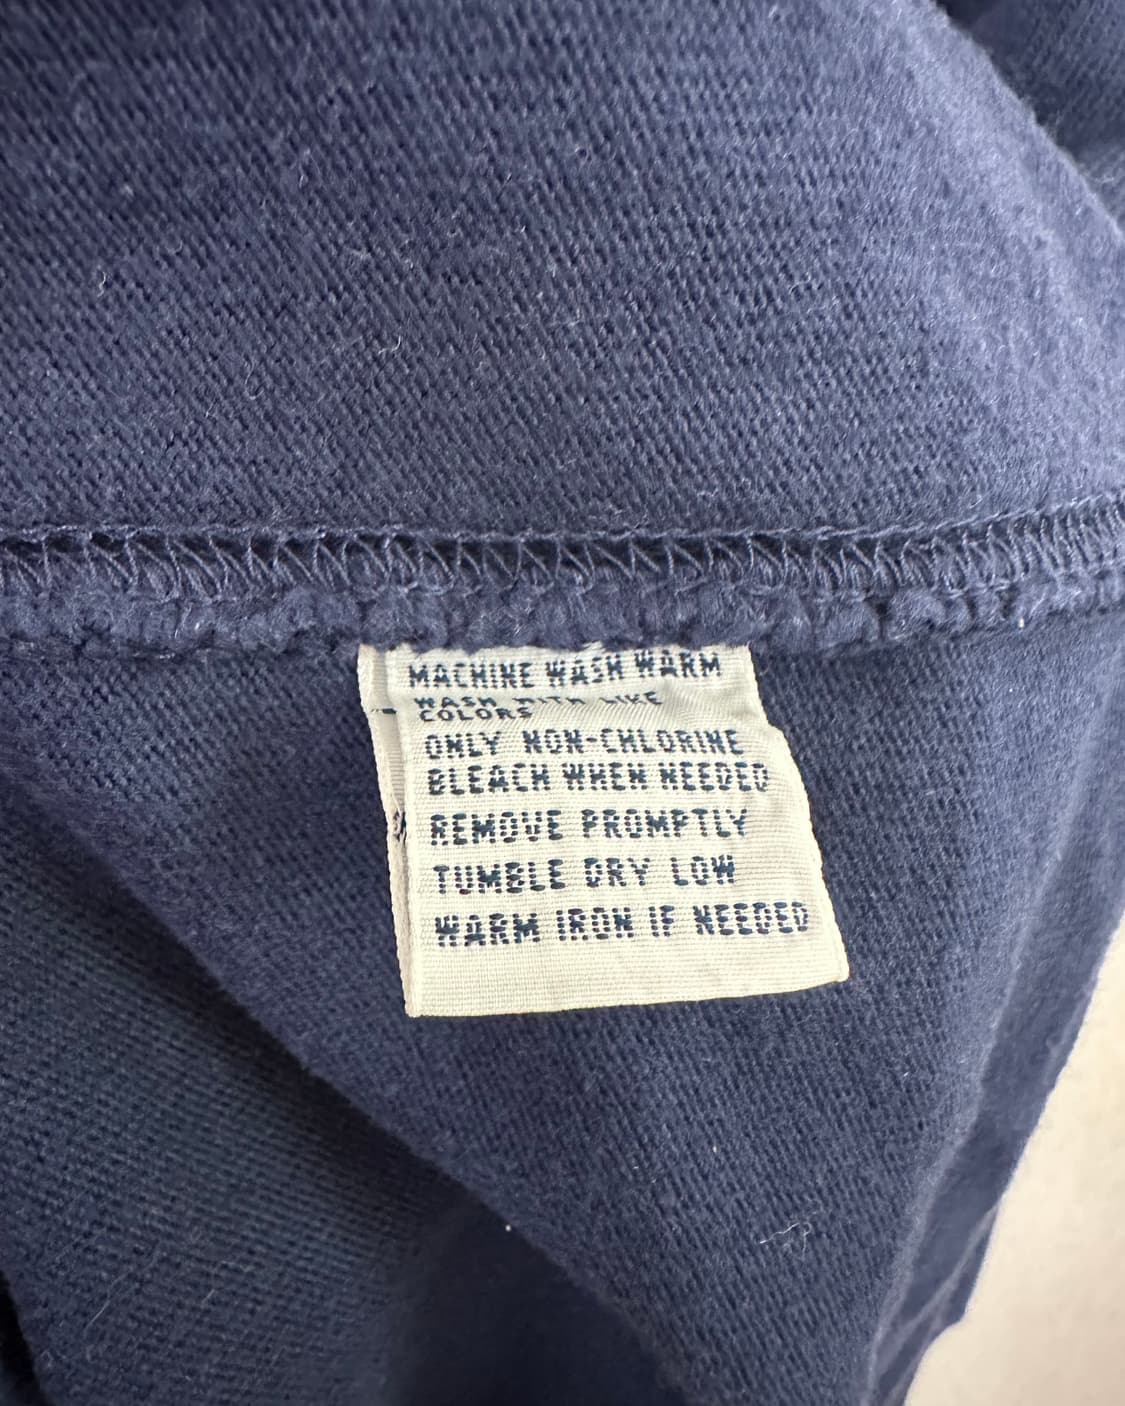 MACHINE WASH WARM
WASH WITH LIKE
COLORS
ONLY NON-CHLORINE
BLEACH WHEN NEEDED
REMOVE PROMPTLY
TUMBLE DRY LOW
WARM IRON IF NEEDED